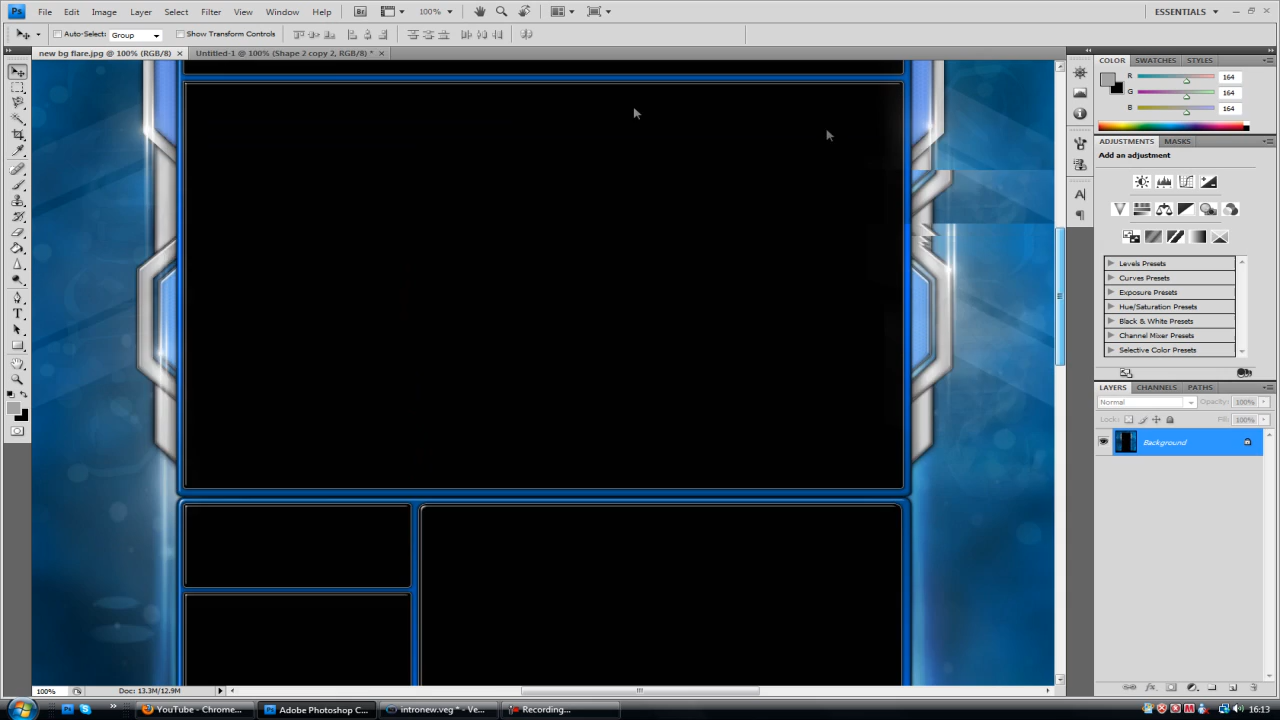 Ps File Edit Image Layer Select Filter View Window Help Br 100% ESSENTIALS
Auto-Select: Group Show Transform Controls
new bg flare.jpg @ 100% (RGB/8) × Untitled-1 @ 100% (Shape 2 copy 2, RGB/8) * ×
COLOR SWATCHES STYLES
R 164
G 164
B 164
ADJUSTMENTS MASKS
Add an adjustment
Levels Presets
Curves Presets
Exposure Presets
Hue/Saturation Presets
Black & White Presets
Channel Mixer Presets
Selective Color Presets
LAYERS CHANNELS PATHS
Normal Opacity: 100%
Lock: Fill: 100%
Background
100% Doc: 13.3M/12.9M
YouTube - Chrome... Adobe Photoshop C... intronew.veg * - Ve... Recording... 16:13